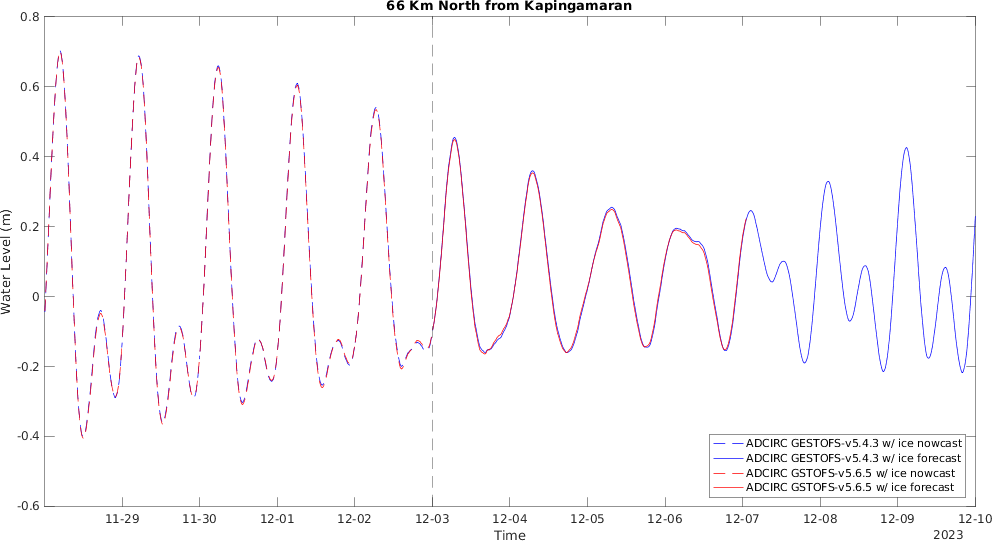 66 Km North from Kapingamaran
0.8
0.6
0.4
0.2
0
-0.2
-0.4
-0.6
Water Level (m)
ADCIRC GESTOFS-v5.4.3 w/ ice nowcast
ADCIRC GESTOFS-v5.4.3 w/ ice forecast
ADCIRC GSTOFS-v5.6.5 w/ ice nowcast
ADCIRC GSTOFS-v5.6.5 w/ ice forecast
11-29 11-30 12-01 12-02 12-03 12-04 12-05 12-06 12-07 12-08 12-09 12-10
Time
2023